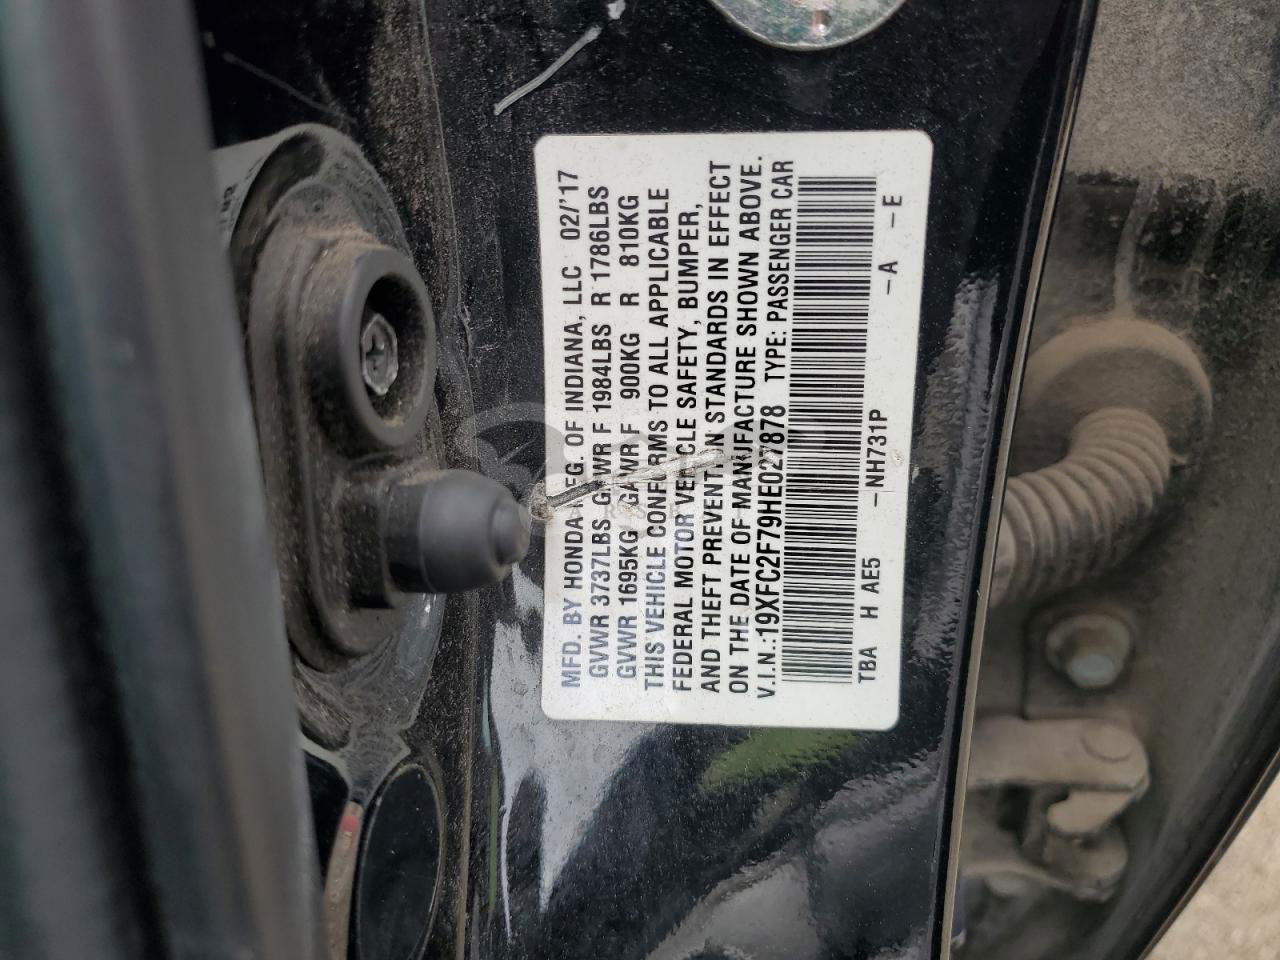 MFD. BY HONDA MFG. OF INDIANA, LLC 02/'17
GVWR 3737LBS GAWR F 1984LBS R 1786LBS
GVWR 1695KG GAWR F 900KG R 810KG
THIS VEHICLE CONFORMS TO ALL APPLICABLE
FEDERAL MOTOR VEHICLE SAFETY, BUMPER,
AND THEFT PREVENTION STANDARDS IN EFFECT
ON THE DATE OF MANUFACTURE SHOWN ABOVE.
V.I.N.:19XFC2F79HE027878 TYPE: PASSENGER CAR
TBA H AE5 -NH731P -A -E